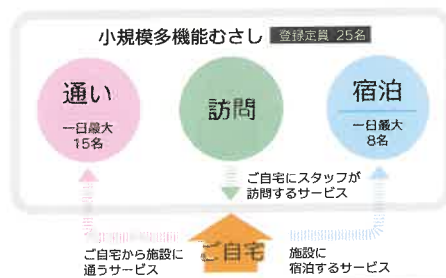 小規模多機能むさし 登録定員 25名
通い
一日最大
15名
訪問
宿泊
一日最大
8名
ご自宅にスタッフが
訪問するサービス
ご自宅から施設に
通うサービス
ご自宅
施設に
宿泊するサービス